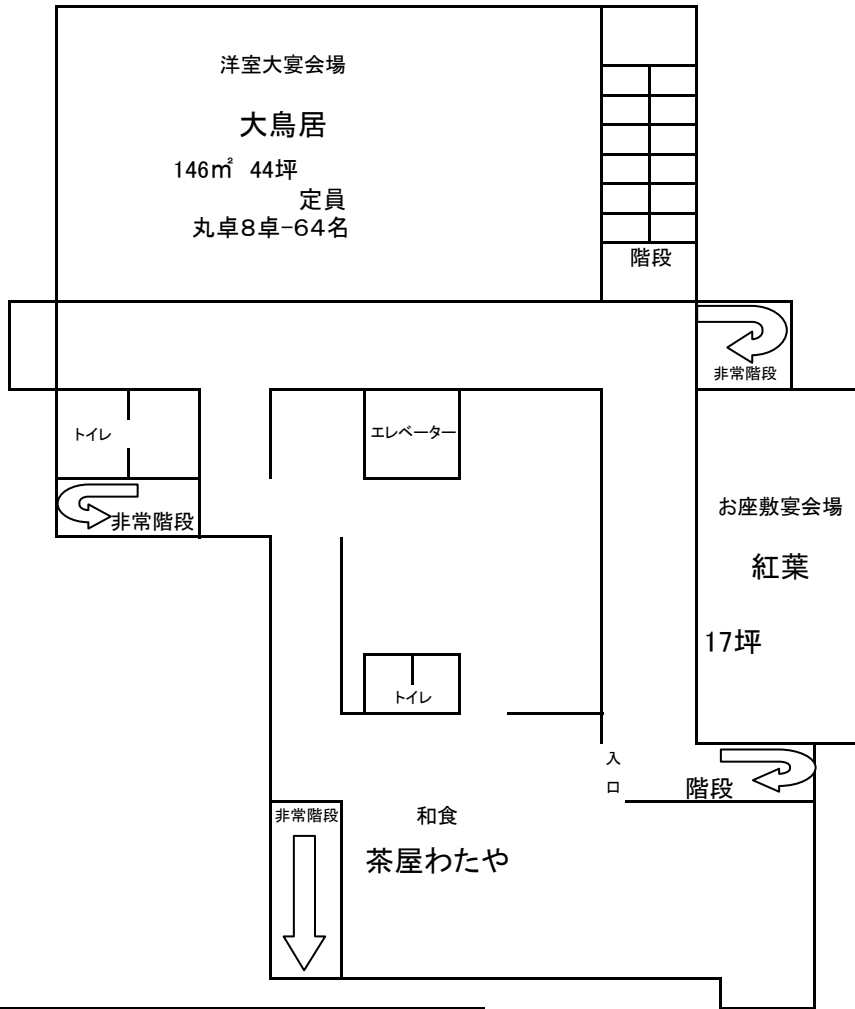 洋室大宴会場
大鳥居
146㎡ 44坪
定員
丸卓8卓-64名
階段
非常階段
トイレ
エレベーター
非常階段
お座敷宴会場
紅葉
17坪
トイレ
入口
階段
非常階段
和食
茶屋わたや